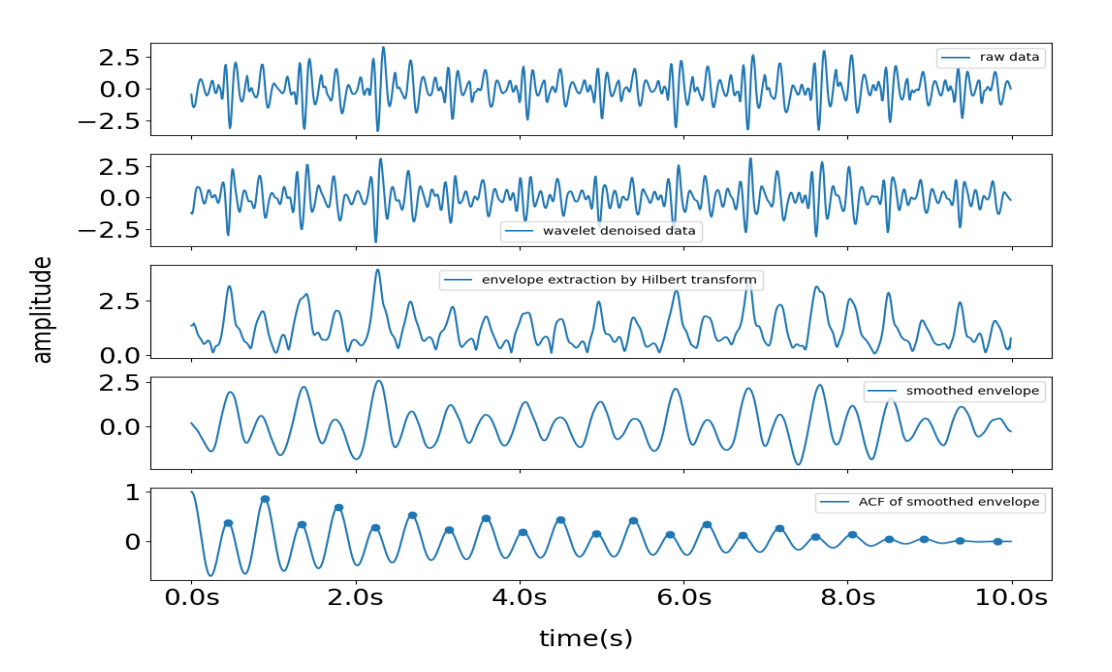 2.5
0.0
−2.5
raw data
2.5
0.0
−2.5
wavelet denoised data
2.5
0.0
envelope extraction by Hilbert transform
2.5
0.0
smoothed envelope
1
0
ACF of smoothed envelope
amplitude
0.0s 2.0s 4.0s 6.0s 8.0s 10.0s
time(s)